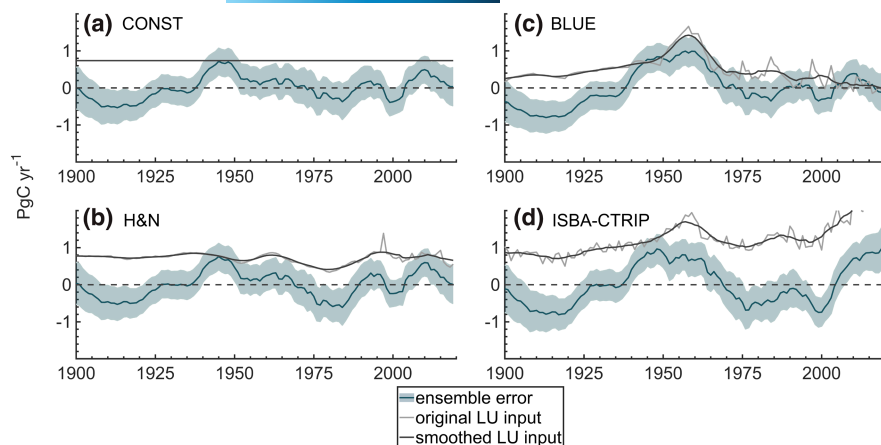 (a) CONST
1
0
-1
1900 1925 1950 1975 2000
(c) BLUE
1
0
-1
1900 1925 1950 1975 2000
PgC yr⁻¹
(b) H&N
1
0
-1
1900 1925 1950 1975 2000
(d) ISBA-CTRIP
1
0
-1
1900 1925 1950 1975 2000
ensemble error
original LU input
smoothed LU input